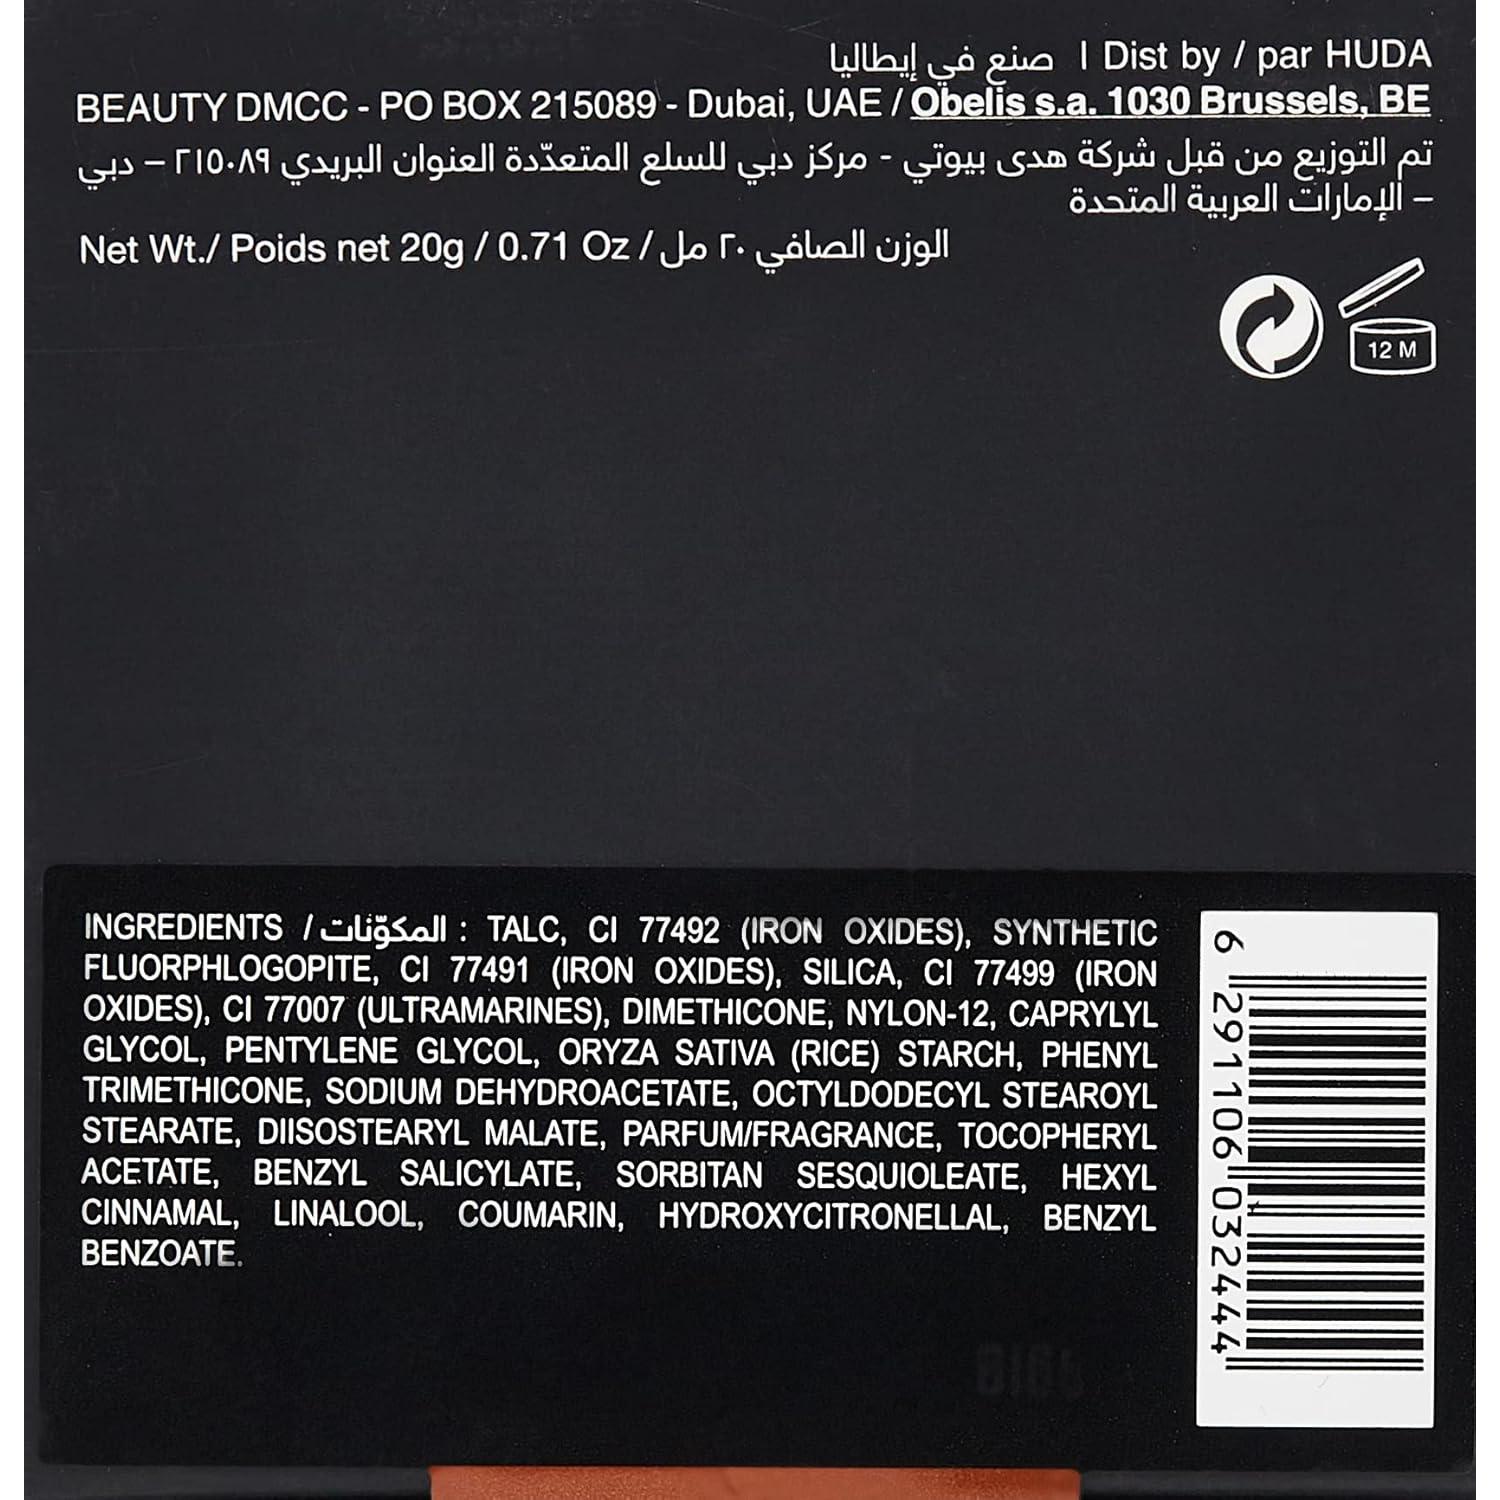 صنع في إيطاليا | Dist by / par HUDA
BEAUTY DMCC - PO BOX 215089 - Dubai, UAE / Obelis s.a. 1030 Brussels, BE
تم التوزيع من قبل شركة هدى بيوتي - مركز دبي للسلع المتعدّدة العنوان البريدي ٢١٥٠٨٩ – دبي
– الإمارات العربية المتحدة
Net Wt./ Poids net 20g / 0.71 Oz / الوزن الصافي ٢٠ مل
12 M
INGREDIENTS / المكوّنات : TALC, CI 77492 (IRON OXIDES), SYNTHETIC
FLUORPHLOGOPITE, CI 77491 (IRON OXIDES), SILICA, CI 77499 (IRON
OXIDES), CI 77007 (ULTRAMARINES), DIMETHICONE, NYLON-12, CAPRYLYL
GLYCOL, PENTYLENE GLYCOL, ORYZA SATIVA (RICE) STARCH, PHENYL
TRIMETHICONE, SODIUM DEHYDROACETATE, OCTYLDODECYL STEAROYL
STEARATE, DIISOSTEARYL MALATE, PARFUM/FRAGRANCE, TOCOPHERYL
ACETATE, BENZYL SALICYLATE, SORBITAN SESQUIOLEATE, HEXYL
CINNAMAL, LINALOOL, COUMARIN, HYDROXYCITRONELLAL, BENZYL
BENZOATE.
6 291106 032444